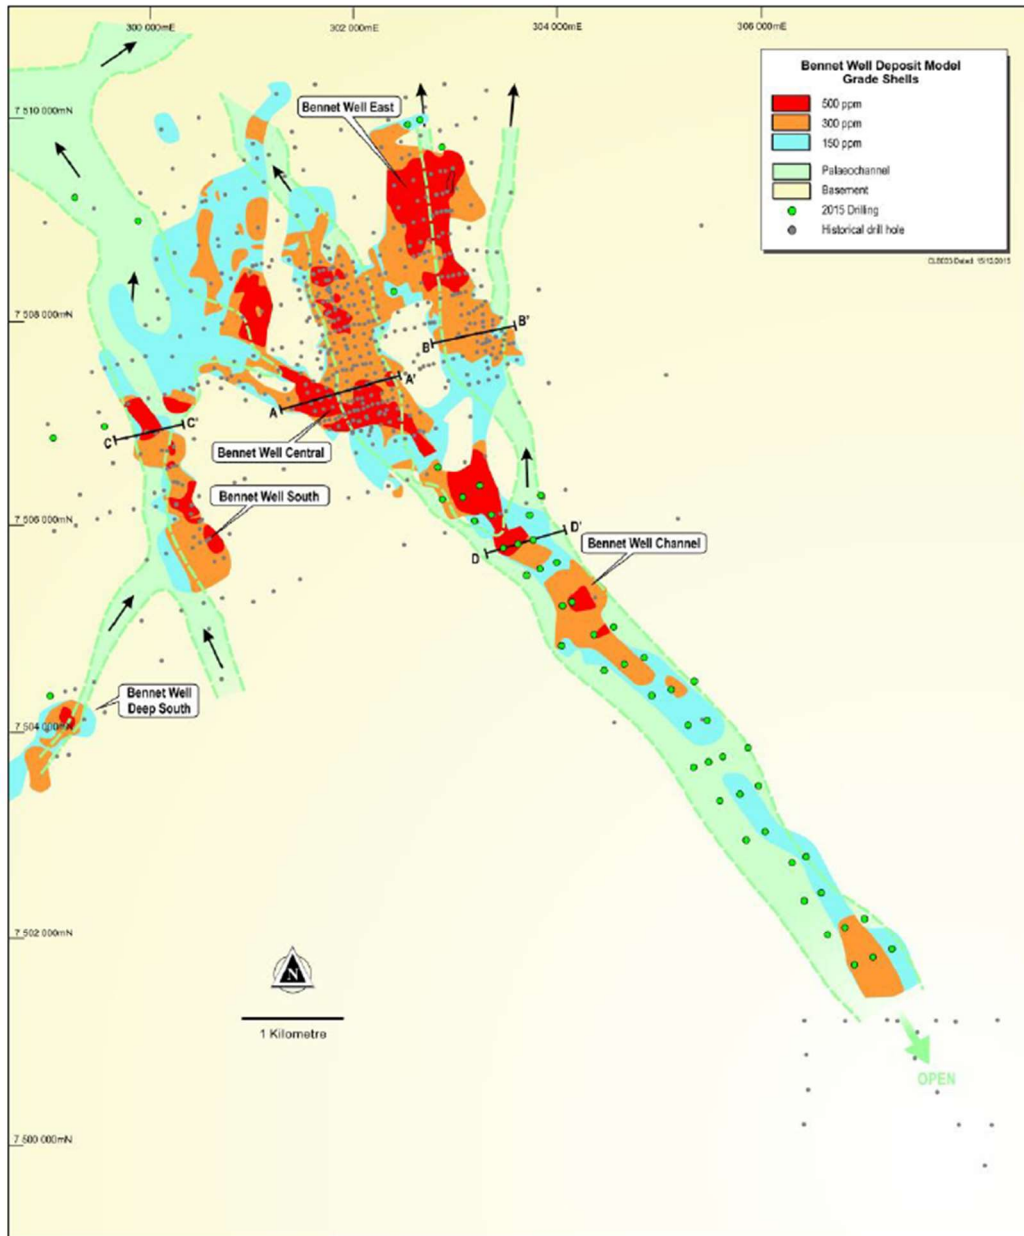 300 000mE
302 000mE
304 000mE
306 000mE
Bennet Well Deposit Model
Grade Shells
500 ppm
300 ppm
150 ppm
Palaeochannel
Basement
2015 Drilling
Historical drill hole
7 510 000mN
Bennet Well East
7 508 000mN
B
B'
A
A'
C
C'
Bennet Well Central
Bennet Well South
7 506 000mN
D
D'
Bennet Well Channel
Bennet Well
Deep South
7 504 000mN
7 502 000mN
N
1 Kilometre
OPEN
7 500 000mN